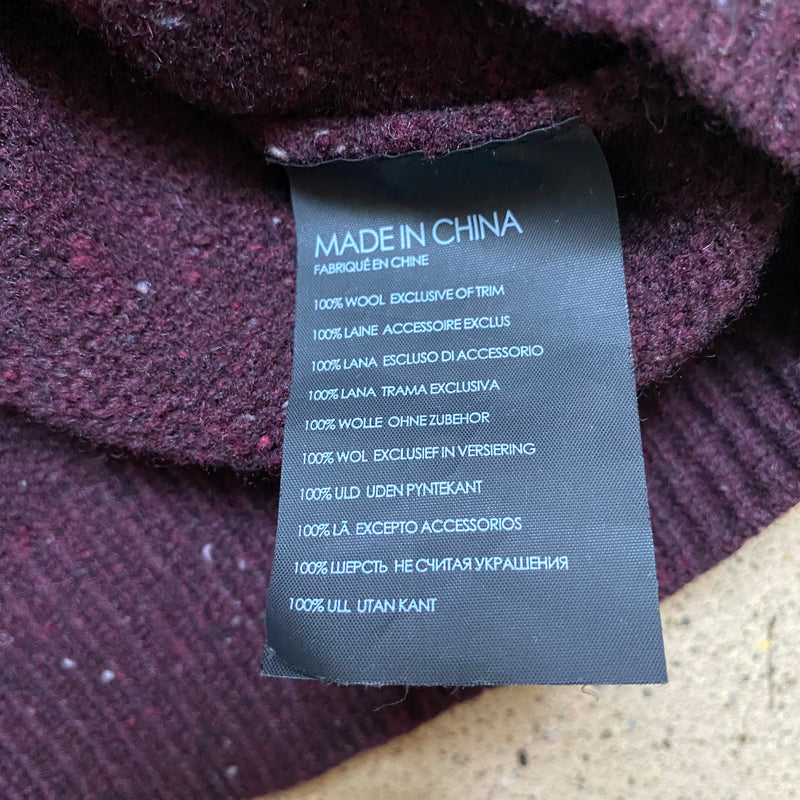 MADE IN CHINA
FABRIQUÉ EN CHINE
100% WOOL EXCLUSIVE OF TRIM
100% LAINE ACCESSOIRE EXCLUS
100% LANA ESCLUSO DI ACCESSORIO
100% LANA TRAMA EXCLUSIVA
100% WOLLE OHNE ZUBEHOR
100% WOL EXCLUSIEF IN VERSIERING
100% ULD UDEN PYNTEKANT
100% LÃ EXCEPTO ACCESSORIOS
100% ШЕРСТЬ НЕ СЧИТАЯ УКРАШЕНИЯ
100% ULL UTAN KANT